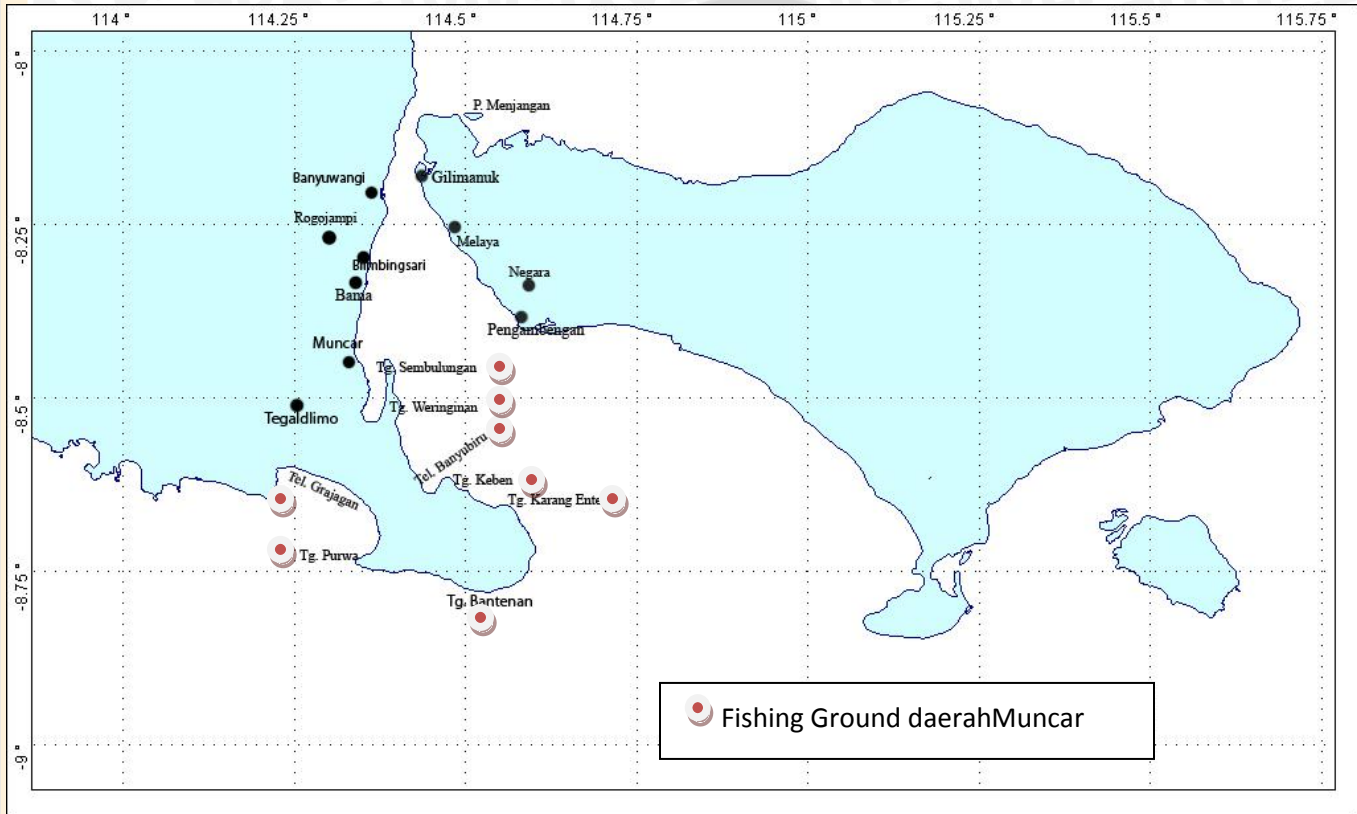 114 ° 114.25 ° 114.5 ° 114.75 ° 115 ° 115.25 ° 115.5 ° 115.75 °
-8 °
-8.25 °
-8.5 °
-8.75 °
-9 °
P. Menjangan
Banyuwangi
Gilimanuk
Rogojampi
Melaya
Blimbingsari
Negara
Bama
Pengambengan
Muncar
Tg. Sembulungan
Tg. Weringinan
Tegaldlimo
Tel. Banyubiru
Tg. Keben
Tel. Grajagan
Tg. Karang Ente
Tg. Purwa
Tg. Bantenan
Fishing Ground daerahMuncar